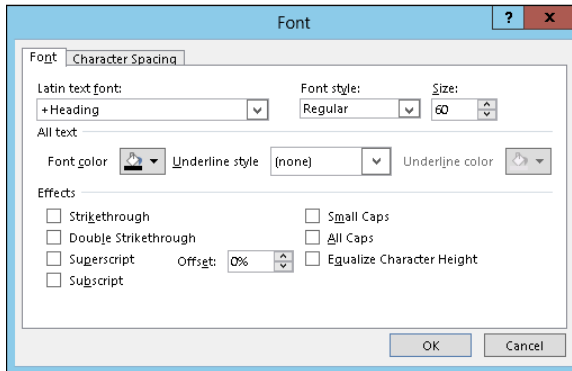 Font
? x
Font Character Spacing
Latin text font: Font style: Size:
+Heading Regular 60
All text
Font color Underline style (none) Underline color
Effects
Strikethrough Small Caps
Double Strikethrough All Caps
Superscript Offset: 0% Equalize Character Height
Subscript
OK Cancel